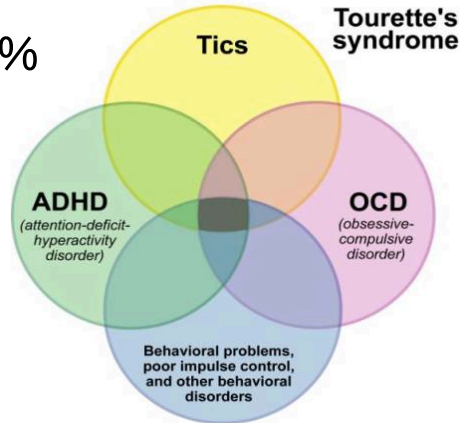 Tourette's
syndrome
%
Tics
ADHD
(attention-deficit-
hyperactivity
disorder)
OCD
(obsessive-
compulsive
disorder)
Behavioral problems,
poor impulse control,
and other behavioral
disorders